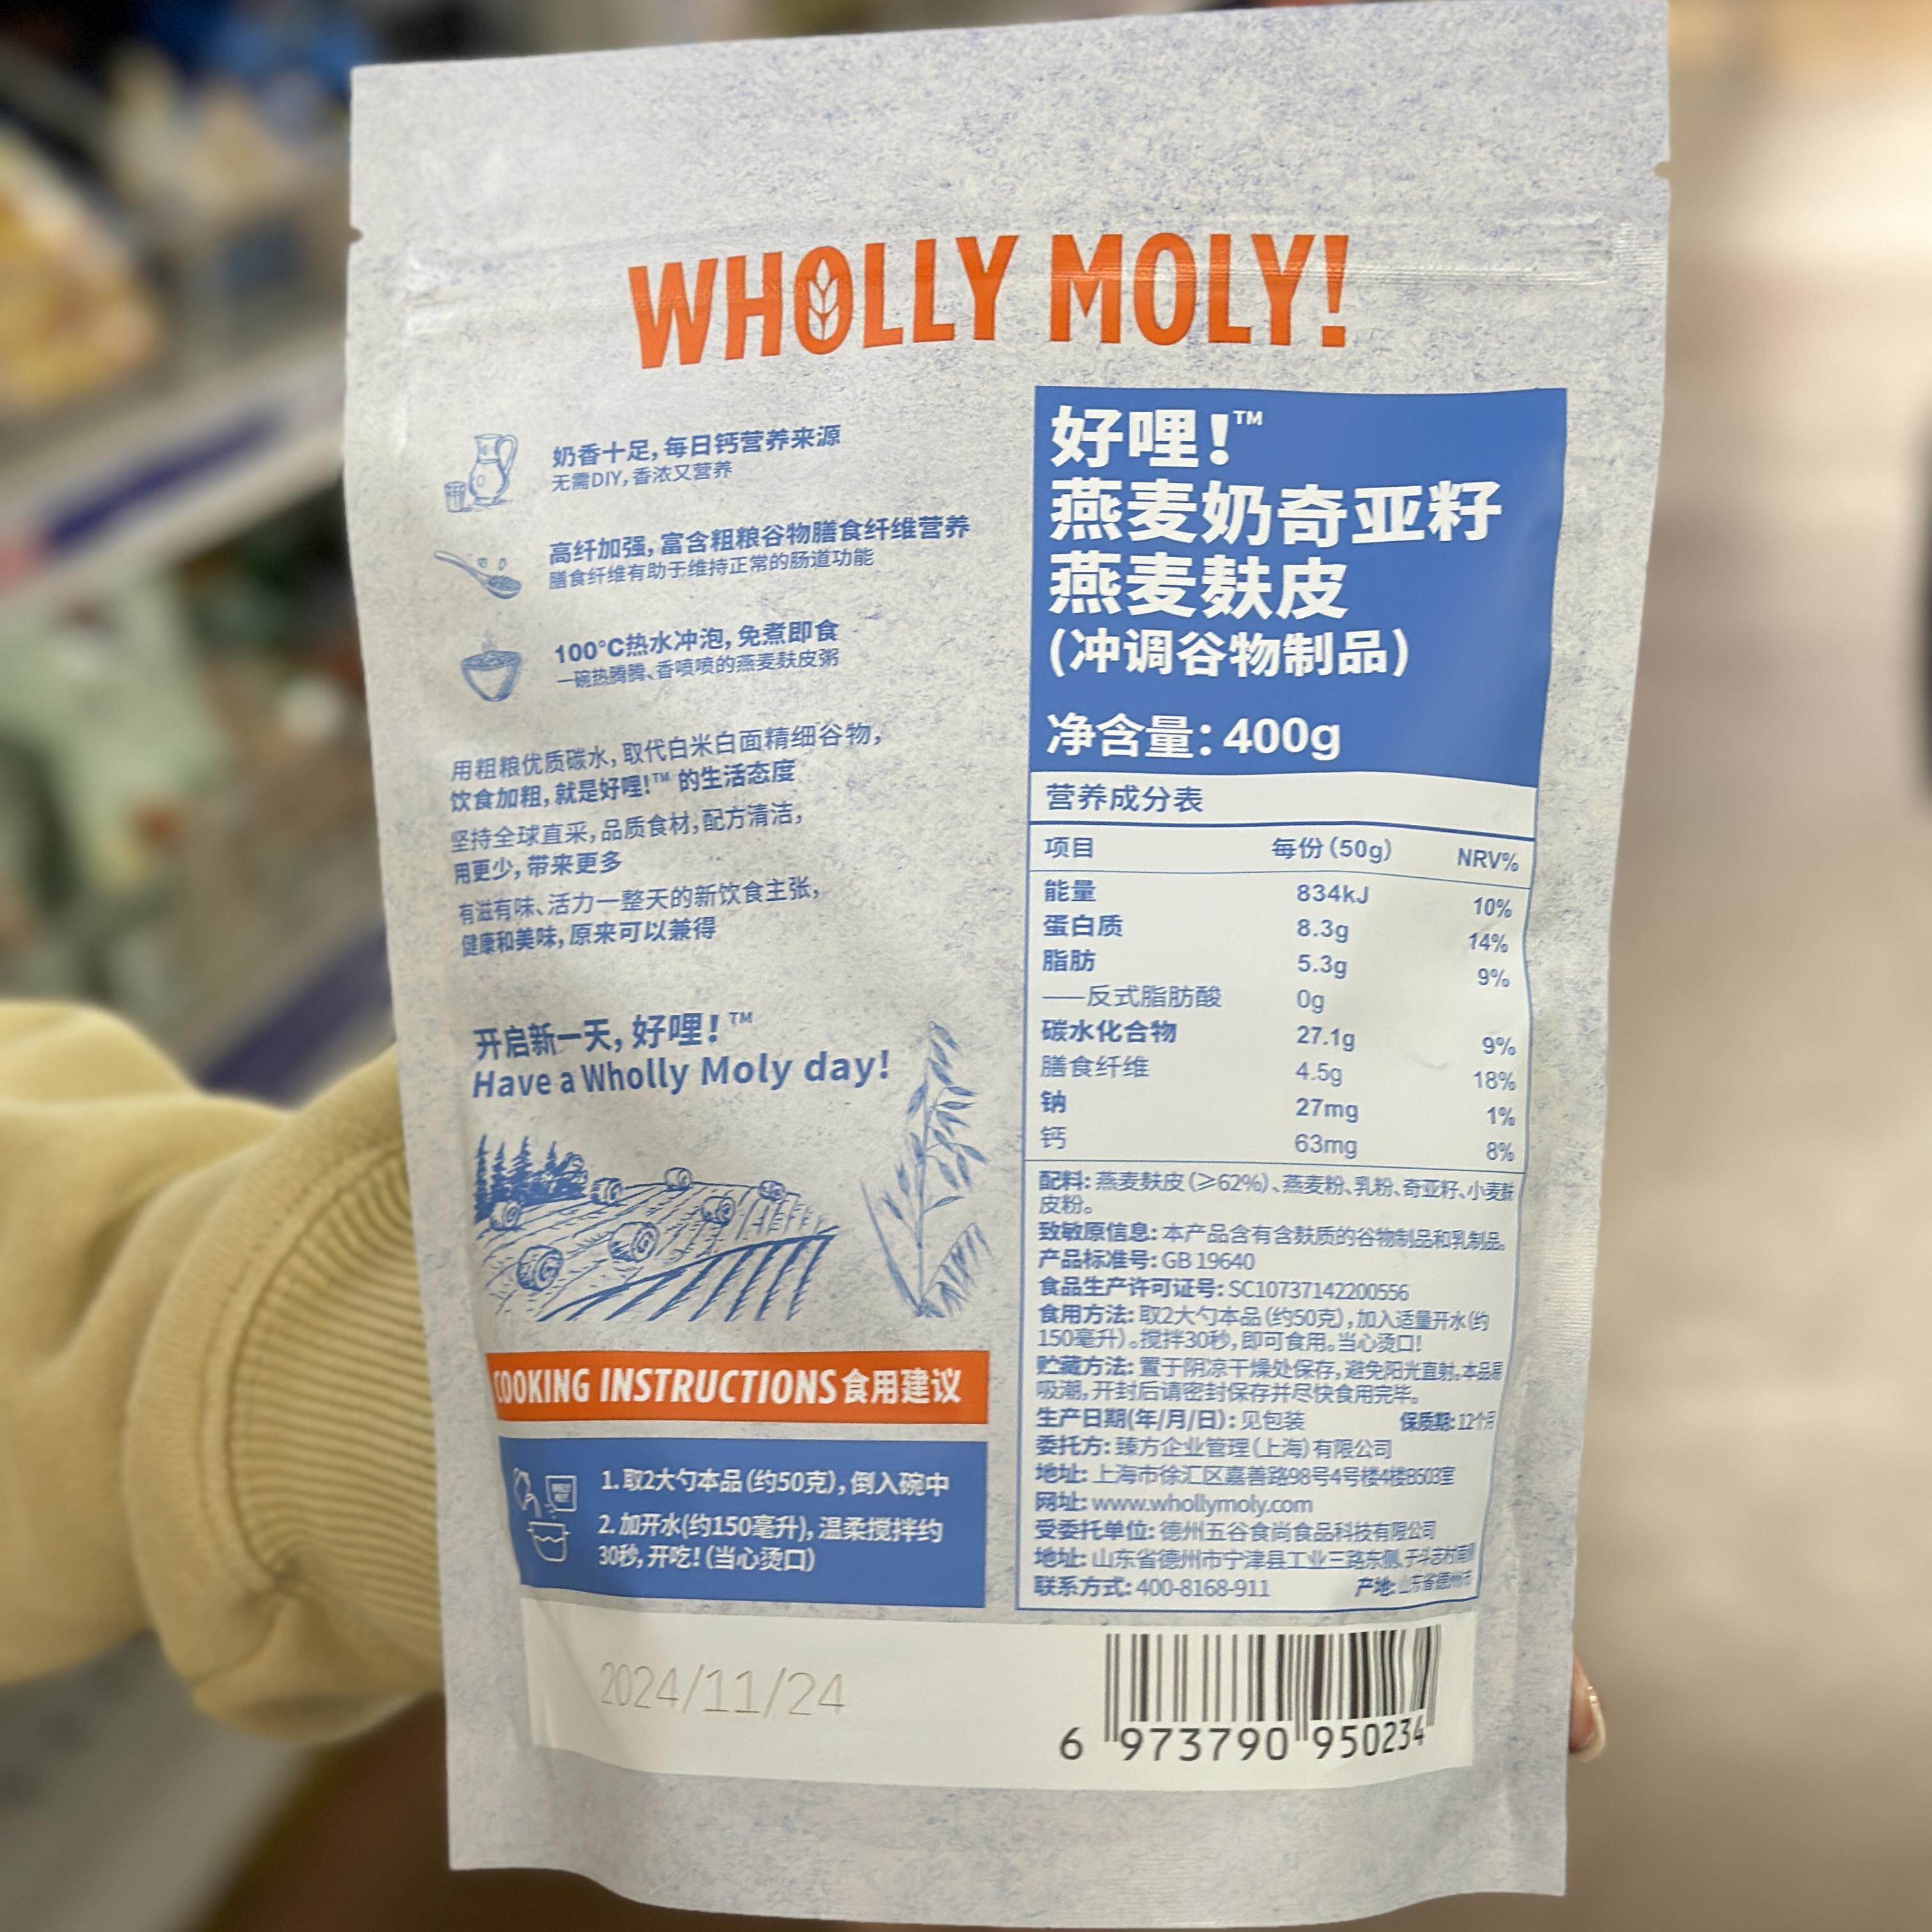 WHOLLY MOLY!
奶香十足,每日钙营养来源
无需DIY,香浓又营养
高纤加强,富含粗粮谷物膳食纤维营养
膳食纤维有助于维持正常的肠道功能
100°C热水冲泡,免煮即食
一碗热腾腾、香喷喷的燕麦麸皮粥
用粗粮优质碳水,取代白米白面精细谷物,
饮食加粗,就是好哩!™ 的生活态度
坚持全球直采,品质食材,配方清洁,
用更少,带来更多
有滋有味、活力一整天的新饮食主张,
健康和美味,原来可以兼得
开启新一天,好哩!™
Have a Wholly Moly day!
COOKING INSTRUCTIONS食用建议
1. 取2大勺本品(约50克),倒入碗中
2. 加开水(约150毫升),温柔搅拌约
30秒,开吃!(当心烫口)
2024/11/24
好哩!™
燕麦奶奇亚籽
燕麦麸皮
(冲调谷物制品)
净含量:400g
营养成分表
项目 每份(50g) NRV%
能量 834kJ 10%
蛋白质 8.3g 14%
脂肪 5.3g 9%
——反式脂肪酸 0g
碳水化合物 27.1g 9%
膳食纤维 4.5g 18%
钠 27mg 1%
钙 63mg 8%
配料:燕麦麸皮(≥62%)、燕麦粉、乳粉、奇亚籽、小麦麸
皮粉。
致敏原信息:本产品含有含麸质的谷物制品和乳制品。
产品标准号:GB 19640
食品生产许可证号:SC10737142200556
食用方法:取2大勺本品(约50克),加入适量开水(约
150毫升)。搅拌30秒,即可食用。当心烫口!
贮藏方法:置于阴凉干燥处保存,避免阳光直射。本品易
吸潮,开封后请密封保存并尽快食用完毕。
生产日期(年/月/日):见包装 保质期:12个月
委托方:臻方企业管理(上海)有限公司
地址:上海市徐汇区嘉善路98号4号楼4楼B503室
网址:www.whollymoly.com
受委托单位:德州五谷食尚食品科技有限公司
地址:山东省德州市宁津县工业三路东侧、于斗志村南侧
联系方式:400-8168-911 产地:山东省德州市
6 973790 950234